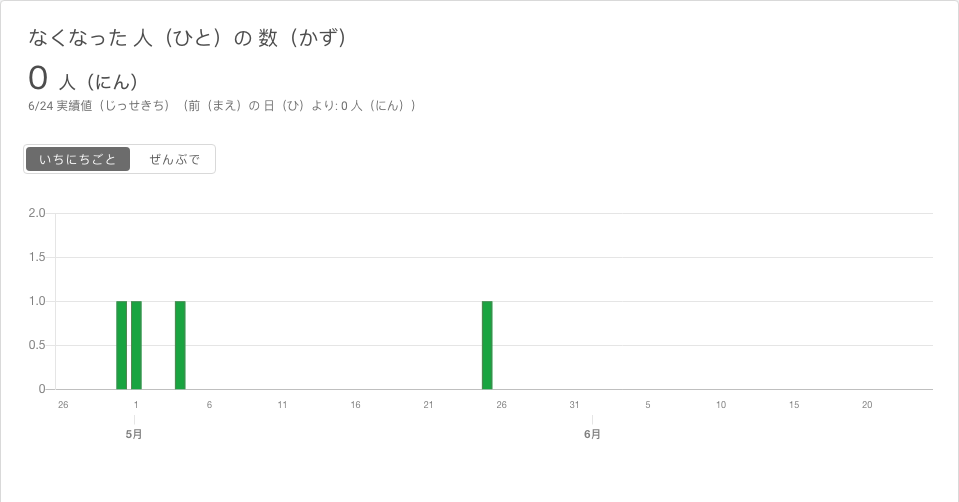 なくなった 人（ひと）の 数（かず）
0 人（にん）
6/24 実績値（じっせきち）（前（まえ）の 日（ひ）より: 0 人（にん））
いちにちごと ぜんぶで
2.0
1.5
1.0
0.5
0
26 1 6 11 16 21 26 31 5 10 15 20
5月 6月